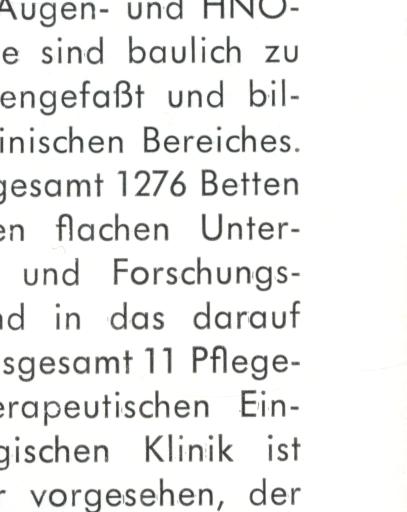 Augen- und HNO-
e sind baulich zu
engefaßt und bil-
inischen Bereiches.
gesamt 1276 Betten
en flachen Unter-
und Forschungs-
nd in das darauf
sgesamt 11 Pflege-
erapeutischen Ein-
gischen Klinik ist
r vorgesehen, der